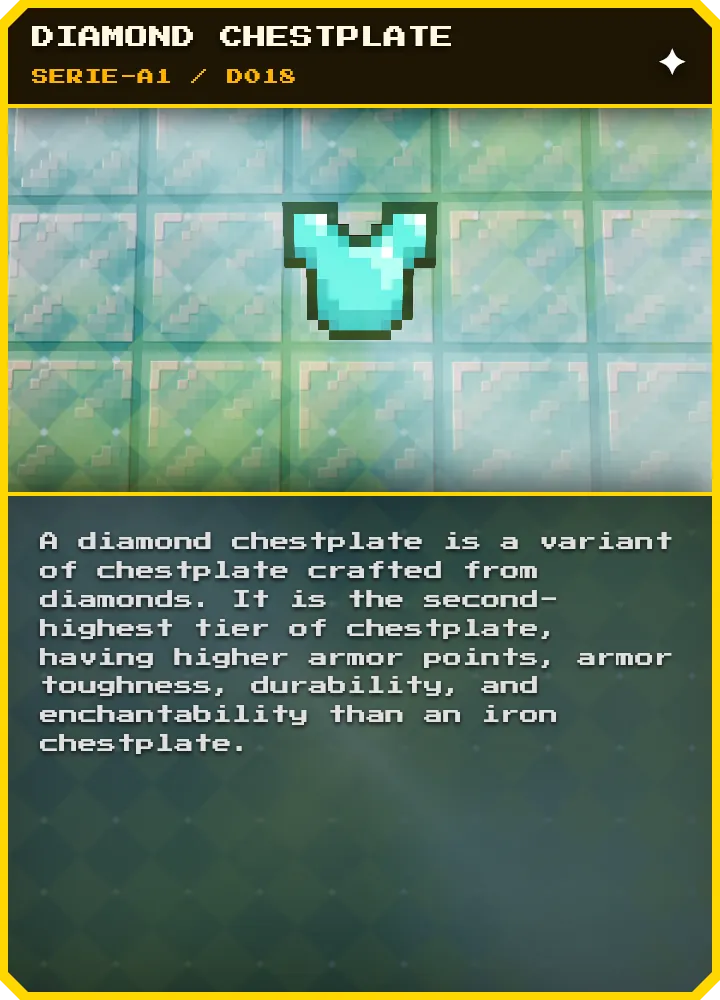 DIAMOND CHESTPLATE
SERIE-A1 / D018
A diamond chestplate is a variant
of chestplate crafted from
diamonds. It is the second-
highest tier of chestplate,
having higher armor points, armor
toughness, durability, and
enchantability than an iron
chestplate.